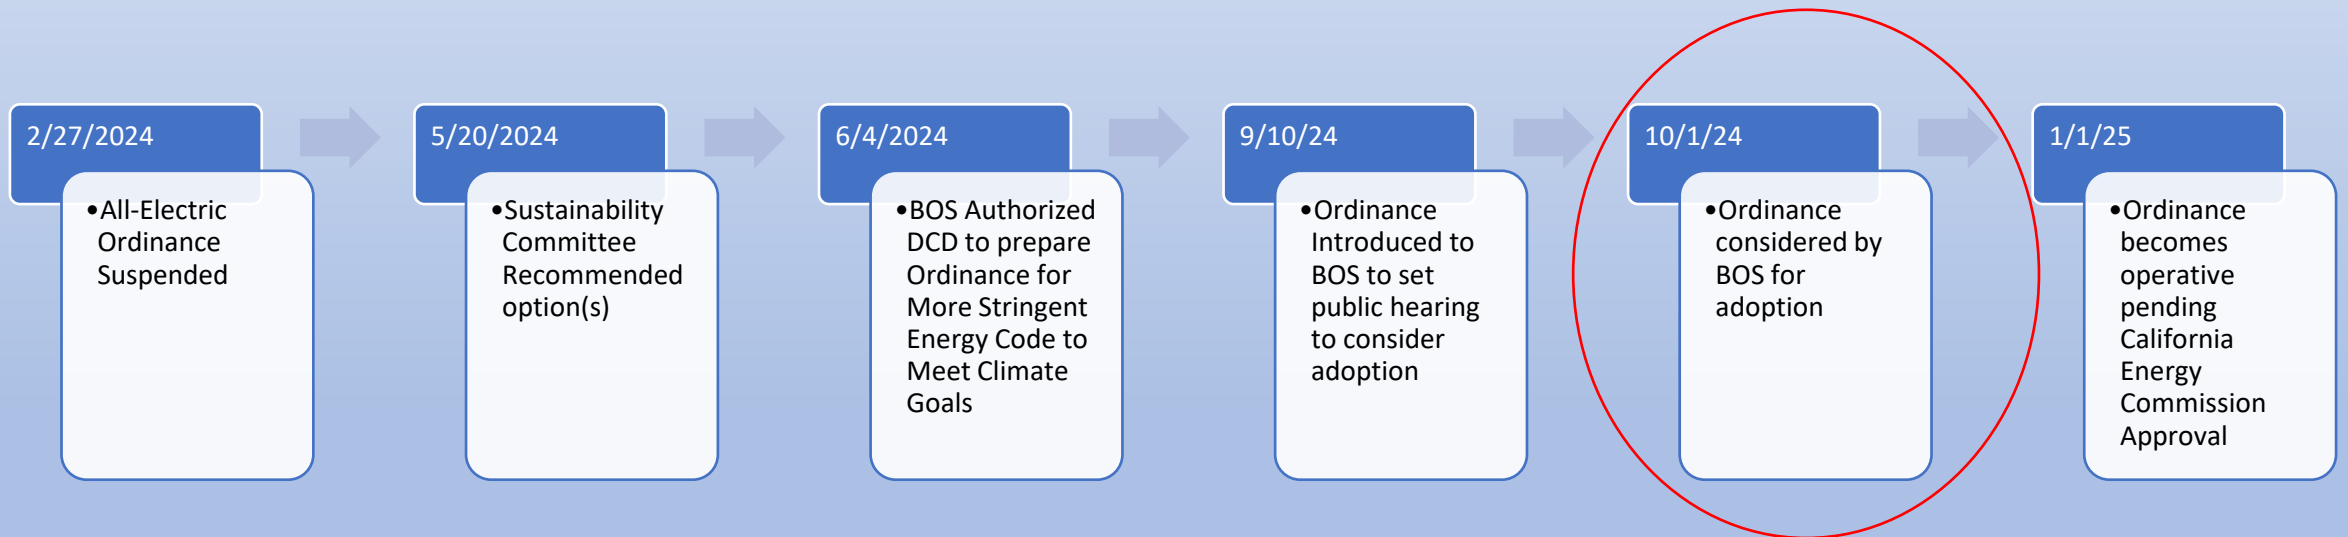 2/27/2024
•All-Electric
Ordinance
Suspended
5/20/2024
•Sustainability
Committee
Recommended
option(s)
6/4/2024
•BOS Authorized
DCD to prepare
Ordinance for
More Stringent
Energy Code to
Meet Climate
Goals
9/10/24
•Ordinance
Introduced to
BOS to set
public hearing
to consider
adoption
10/1/24
•Ordinance
considered by
BOS for
adoption
1/1/25
•Ordinance
becomes
operative
pending
California
Energy
Commission
Approval